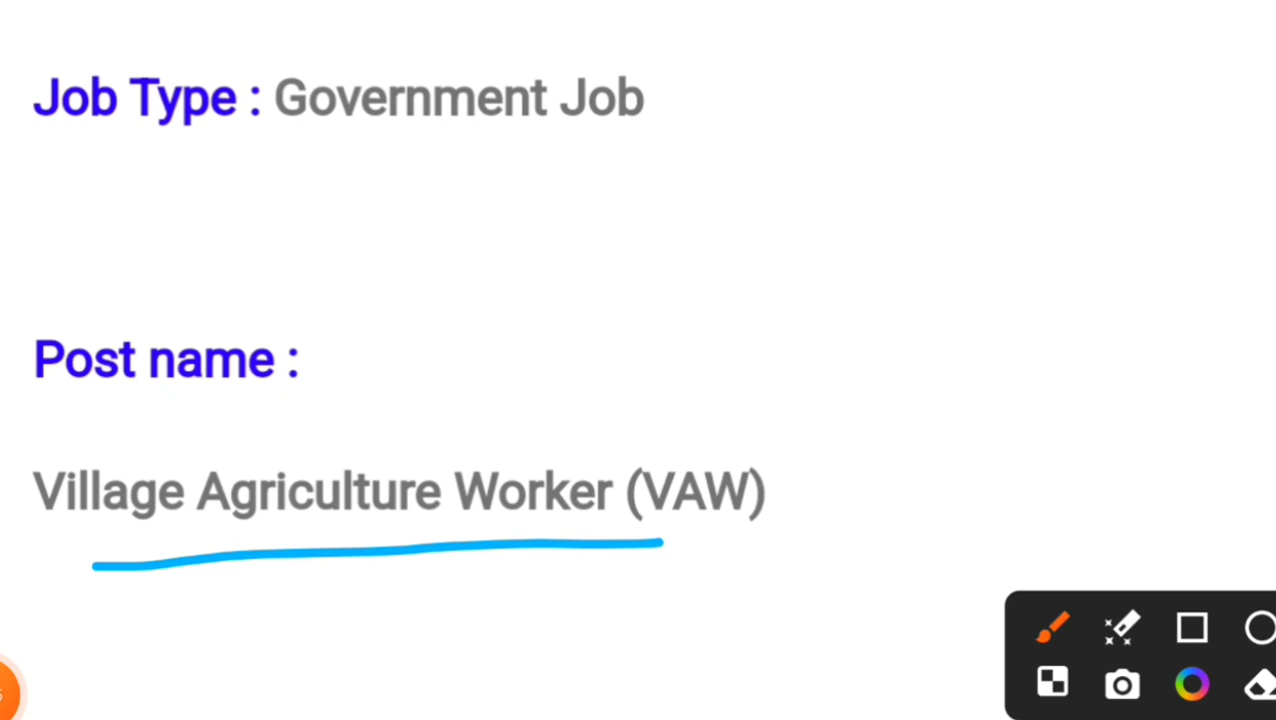 Job Type : Government Job
Post name :
Village Agriculture Worker (VAW)